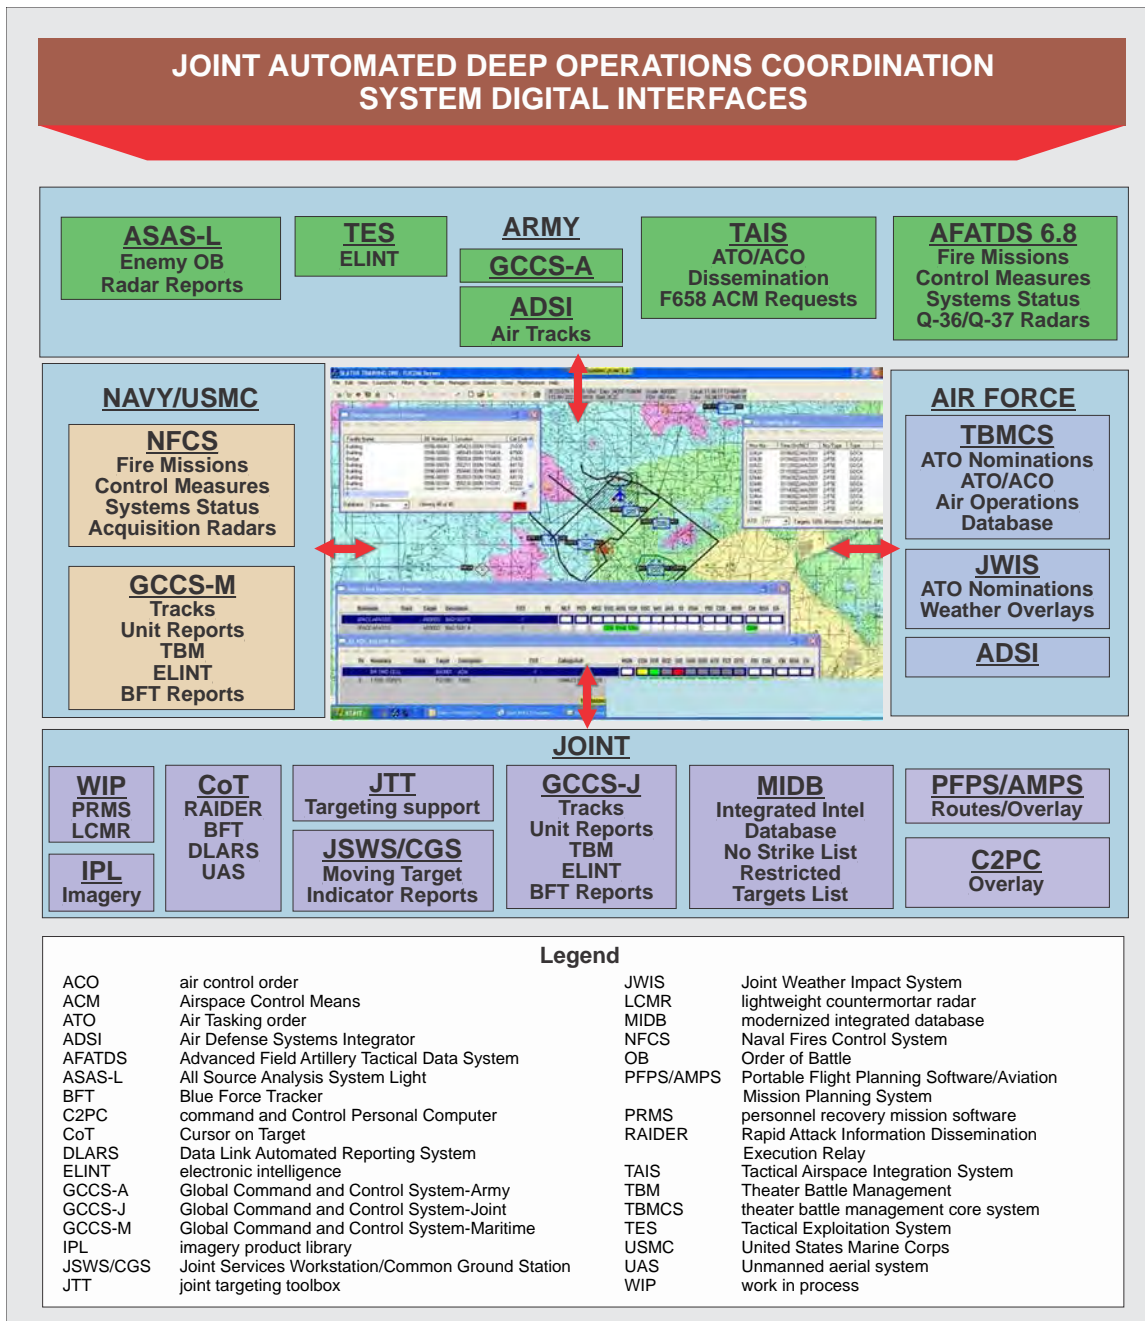 JOINT AUTOMATED DEEP OPERATIONS COORDINATION
SYSTEM DIGITAL INTERFACES
ASAS-L
Enemy OB
Radar Reports
TES
ELINT
ARMY
GCCS-A
ADSI
Air Tracks
TAIS
ATO/ACO
Dissemination
F658 ACM Requests
AFATDS 6.8
Fire Missions
Control Measures
Systems Status
Q-36/Q-37 Radars
NAVY/USMC
NFCS
Fire Missions
Control Measures
Systems Status
Acquisition Radars
GCCS-M
Tracks
Unit Reports
TBM
ELINT
BFT Reports
AIR FORCE
TBMCS
ATO Nominations
ATO/ACO
Air Operations
Database
JWIS
ATO Nominations
Weather Overlays
ADSI
JOINT
WIP
PRMS
LCMR
IPL
Imagery
CoT
RAIDER
BFT
DLARS
UAS
JTT
Targeting support
JSWS/CGS
Moving Target
Indicator Reports
GCCS-J
Tracks
Unit Reports
TBM
ELINT
BFT Reports
MIDB
Integrated Intel
Database
No Strike List
Restricted
Targets List
PFPS/AMPS
Routes/Overlay
C2PC
Overlay
Legend
ACO air control order
ACM Airspace Control Means
ATO Air Tasking order
ADSI Air Defense Systems Integrator
AFATDS Advanced Field Artillery Tactical Data System
ASAS-L All Source Analysis System Light
BFT Blue Force Tracker
C2PC command and Control Personal Computer
CoT Cursor on Target
DLARS Data Link Automated Reporting System
ELINT electronic intelligence
GCCS-A Global Command and Control System-Army
GCCS-J Global Command and Control System-Joint
GCCS-M Global Command and Control System-Maritime
IPL imagery product library
JSWS/CGS Joint Services Workstation/Common Ground Station
JTT joint targeting toolbox
JWIS Joint Weather Impact System
LCMR lightweight countermortar radar
MIDB modernized integrated database
NFCS Naval Fires Control System
OB Order of Battle
PFPS/AMPS Portable Flight Planning Software/Aviation
Mission Planning System
PRMS personnel recovery mission software
RAIDER Rapid Attack Information Dissemination
Execution Relay
TAIS Tactical Airspace Integration System
TBM Theater Battle Management
TBMCS theater battle management core system
TES Tactical Exploitation System
USMC United States Marine Corps
UAS Unmanned aerial system
WIP work in process